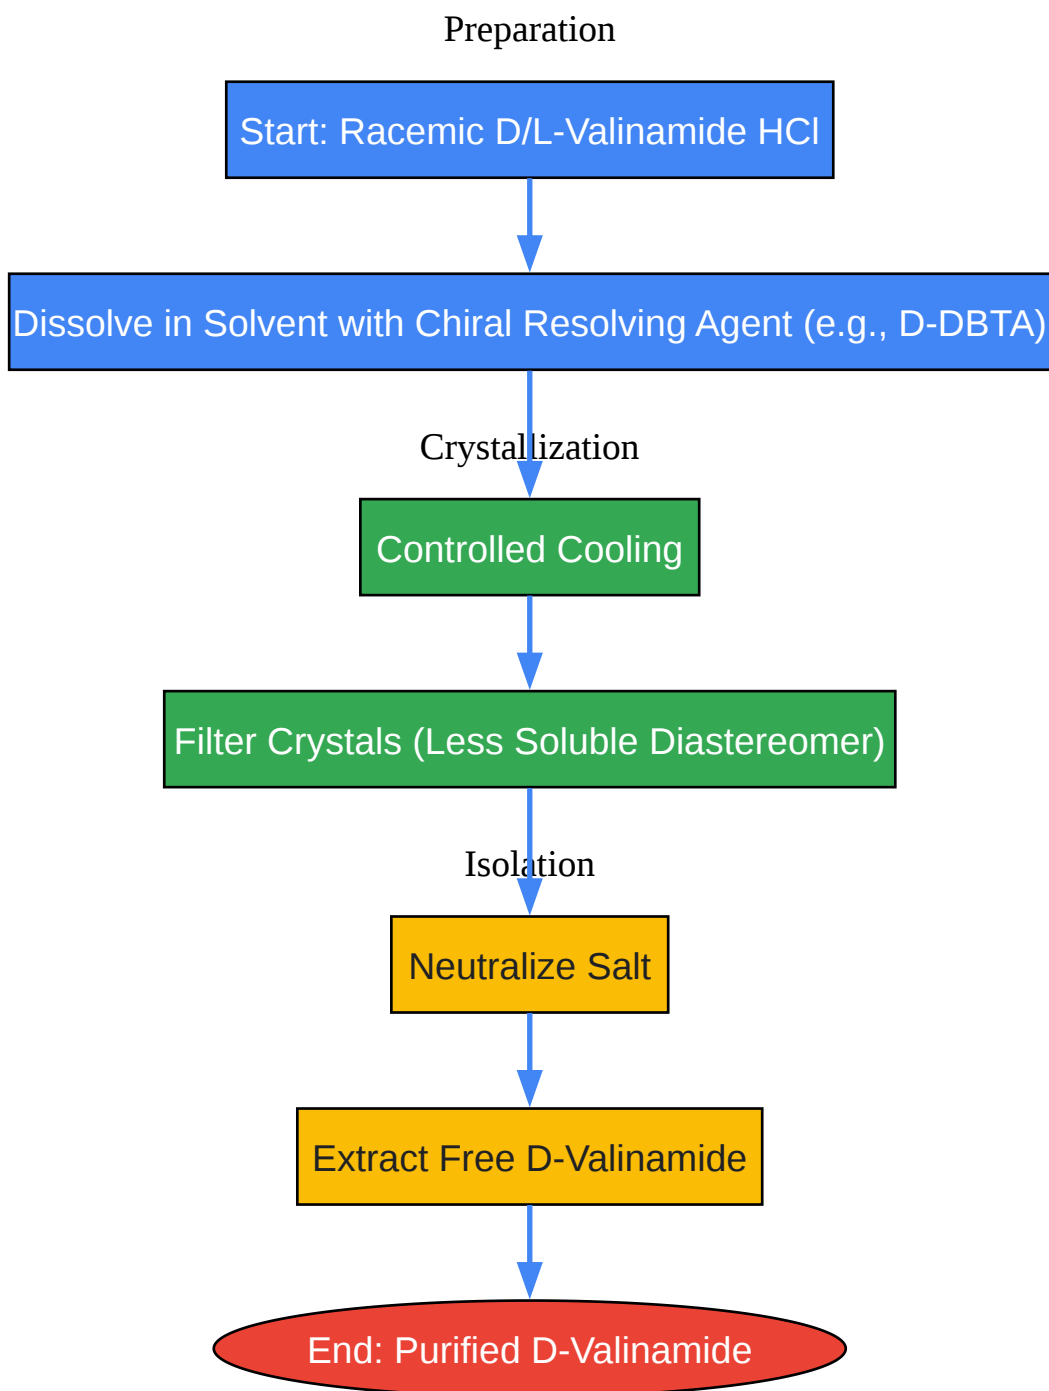 Preparation
Start: Racemic D/L-Valinamide HCl
Dissolve in Solvent with Chiral Resolving Agent (e.g., D-DBTA)
Crystallization
Controlled Cooling
Filter Crystals (Less Soluble Diastereomer)
Isolation
Neutralize Salt
Extract Free D-Valinamide
End: Purified D-Valinamide